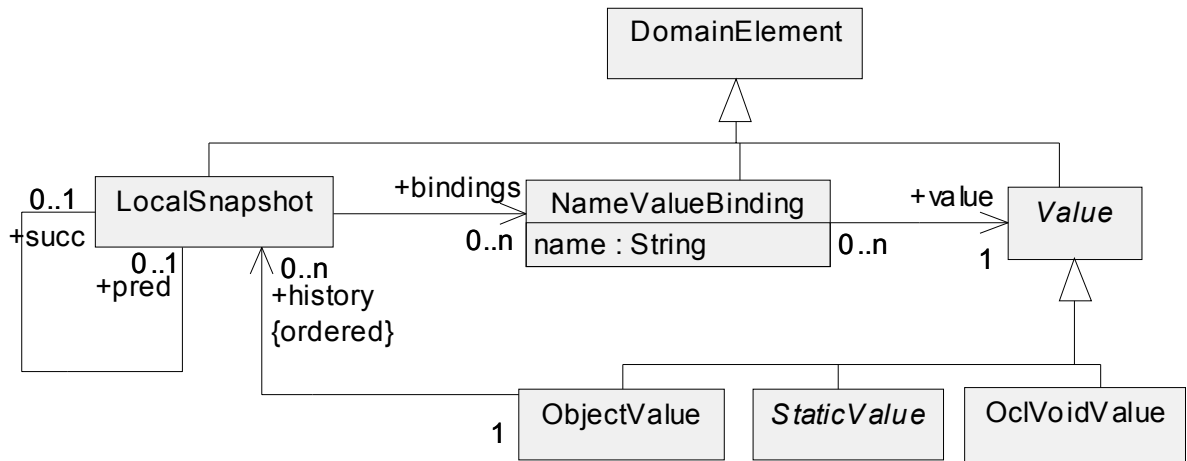 DomainElement
LocalSnapshot
NameValueBinding
name : String
Value
+bindings
0..n
+value
0..n
1
0..1
+succ
0..1
+pred
0..n
+history
{ordered}
1
ObjectValue
StaticValue
OclVoidValue